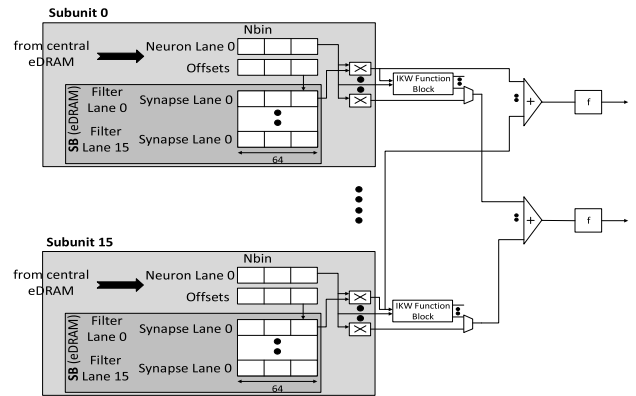 Subunit 0
Nbin
from central
eDRAM
Neuron Lane 0
Offsets
SB (eDRAM)
Filter
Lane 0
Synapse Lane 0
Filter
Lane 15
Synapse Lane 0
64
IKW Function
Block
+
f
+
f
Subunit 15
Nbin
from central
eDRAM
Neuron Lane 0
Offsets
SB (eDRAM)
Filter
Lane 0
Synapse Lane 0
Filter
Lane 15
Synapse Lane 0
64
IKW Function
Block